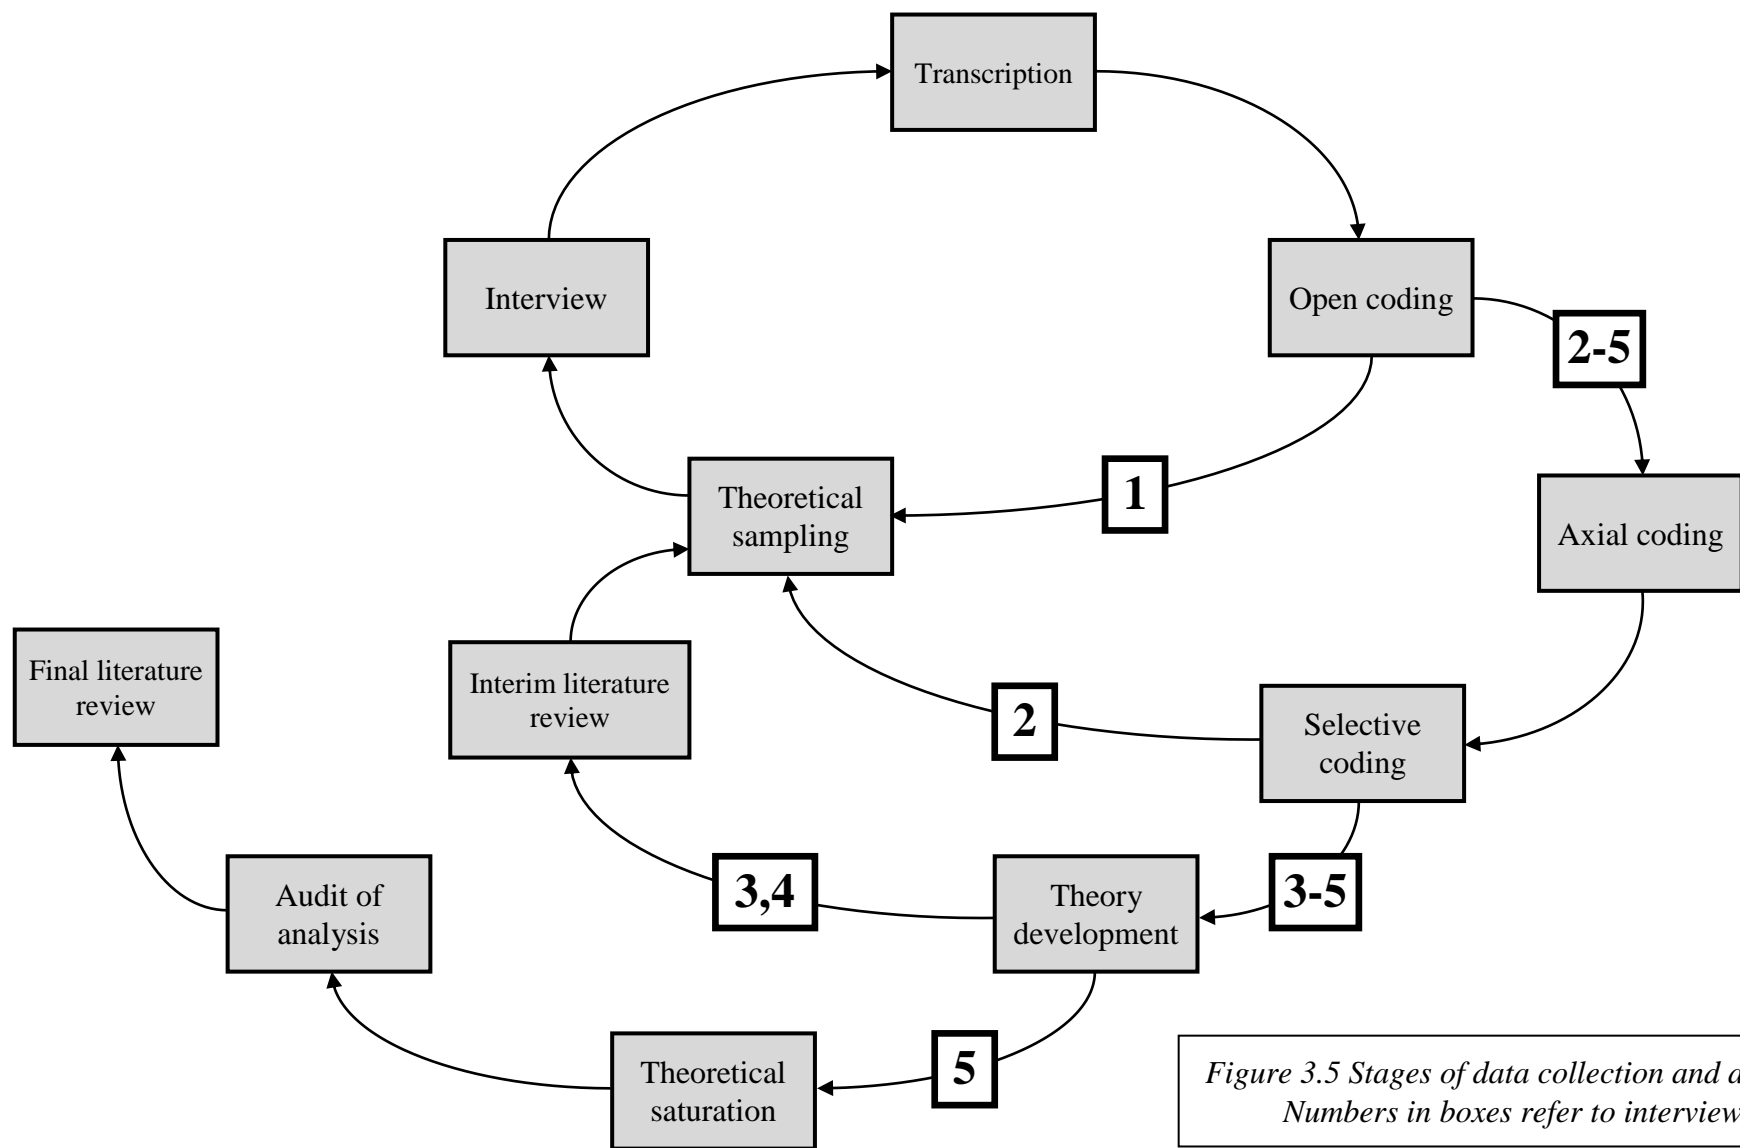 Transcription
Interview
Open coding
2-5
Theoretical
sampling
1
Axial coding
Final literature
review
Interim literature
review
2
Selective
coding
Audit of
analysis
3,4
Theory
development
3-5
Theoretical
saturation
5
Figure 3.5 Stages of data collection and
Numbers in boxes refer to interview